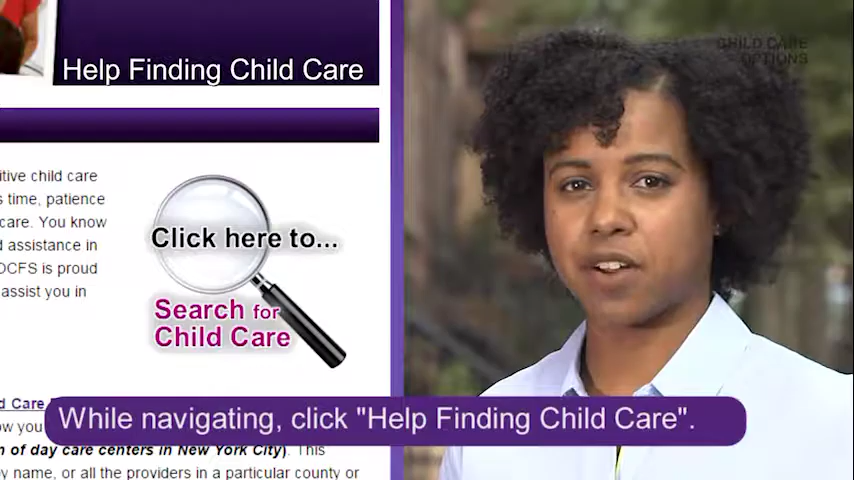 Help Finding Child Care
CHILD CARE
OPTIONS
itive child care
s time, patience
care. You know
d assistance in
OCFS is proud
assist you in
Click here to...
Search for
Child Care
d Care
ow you
While navigating, click "Help Finding Child Care".
n of day care centers in New York City). This
y name, or all the providers in a particular county or